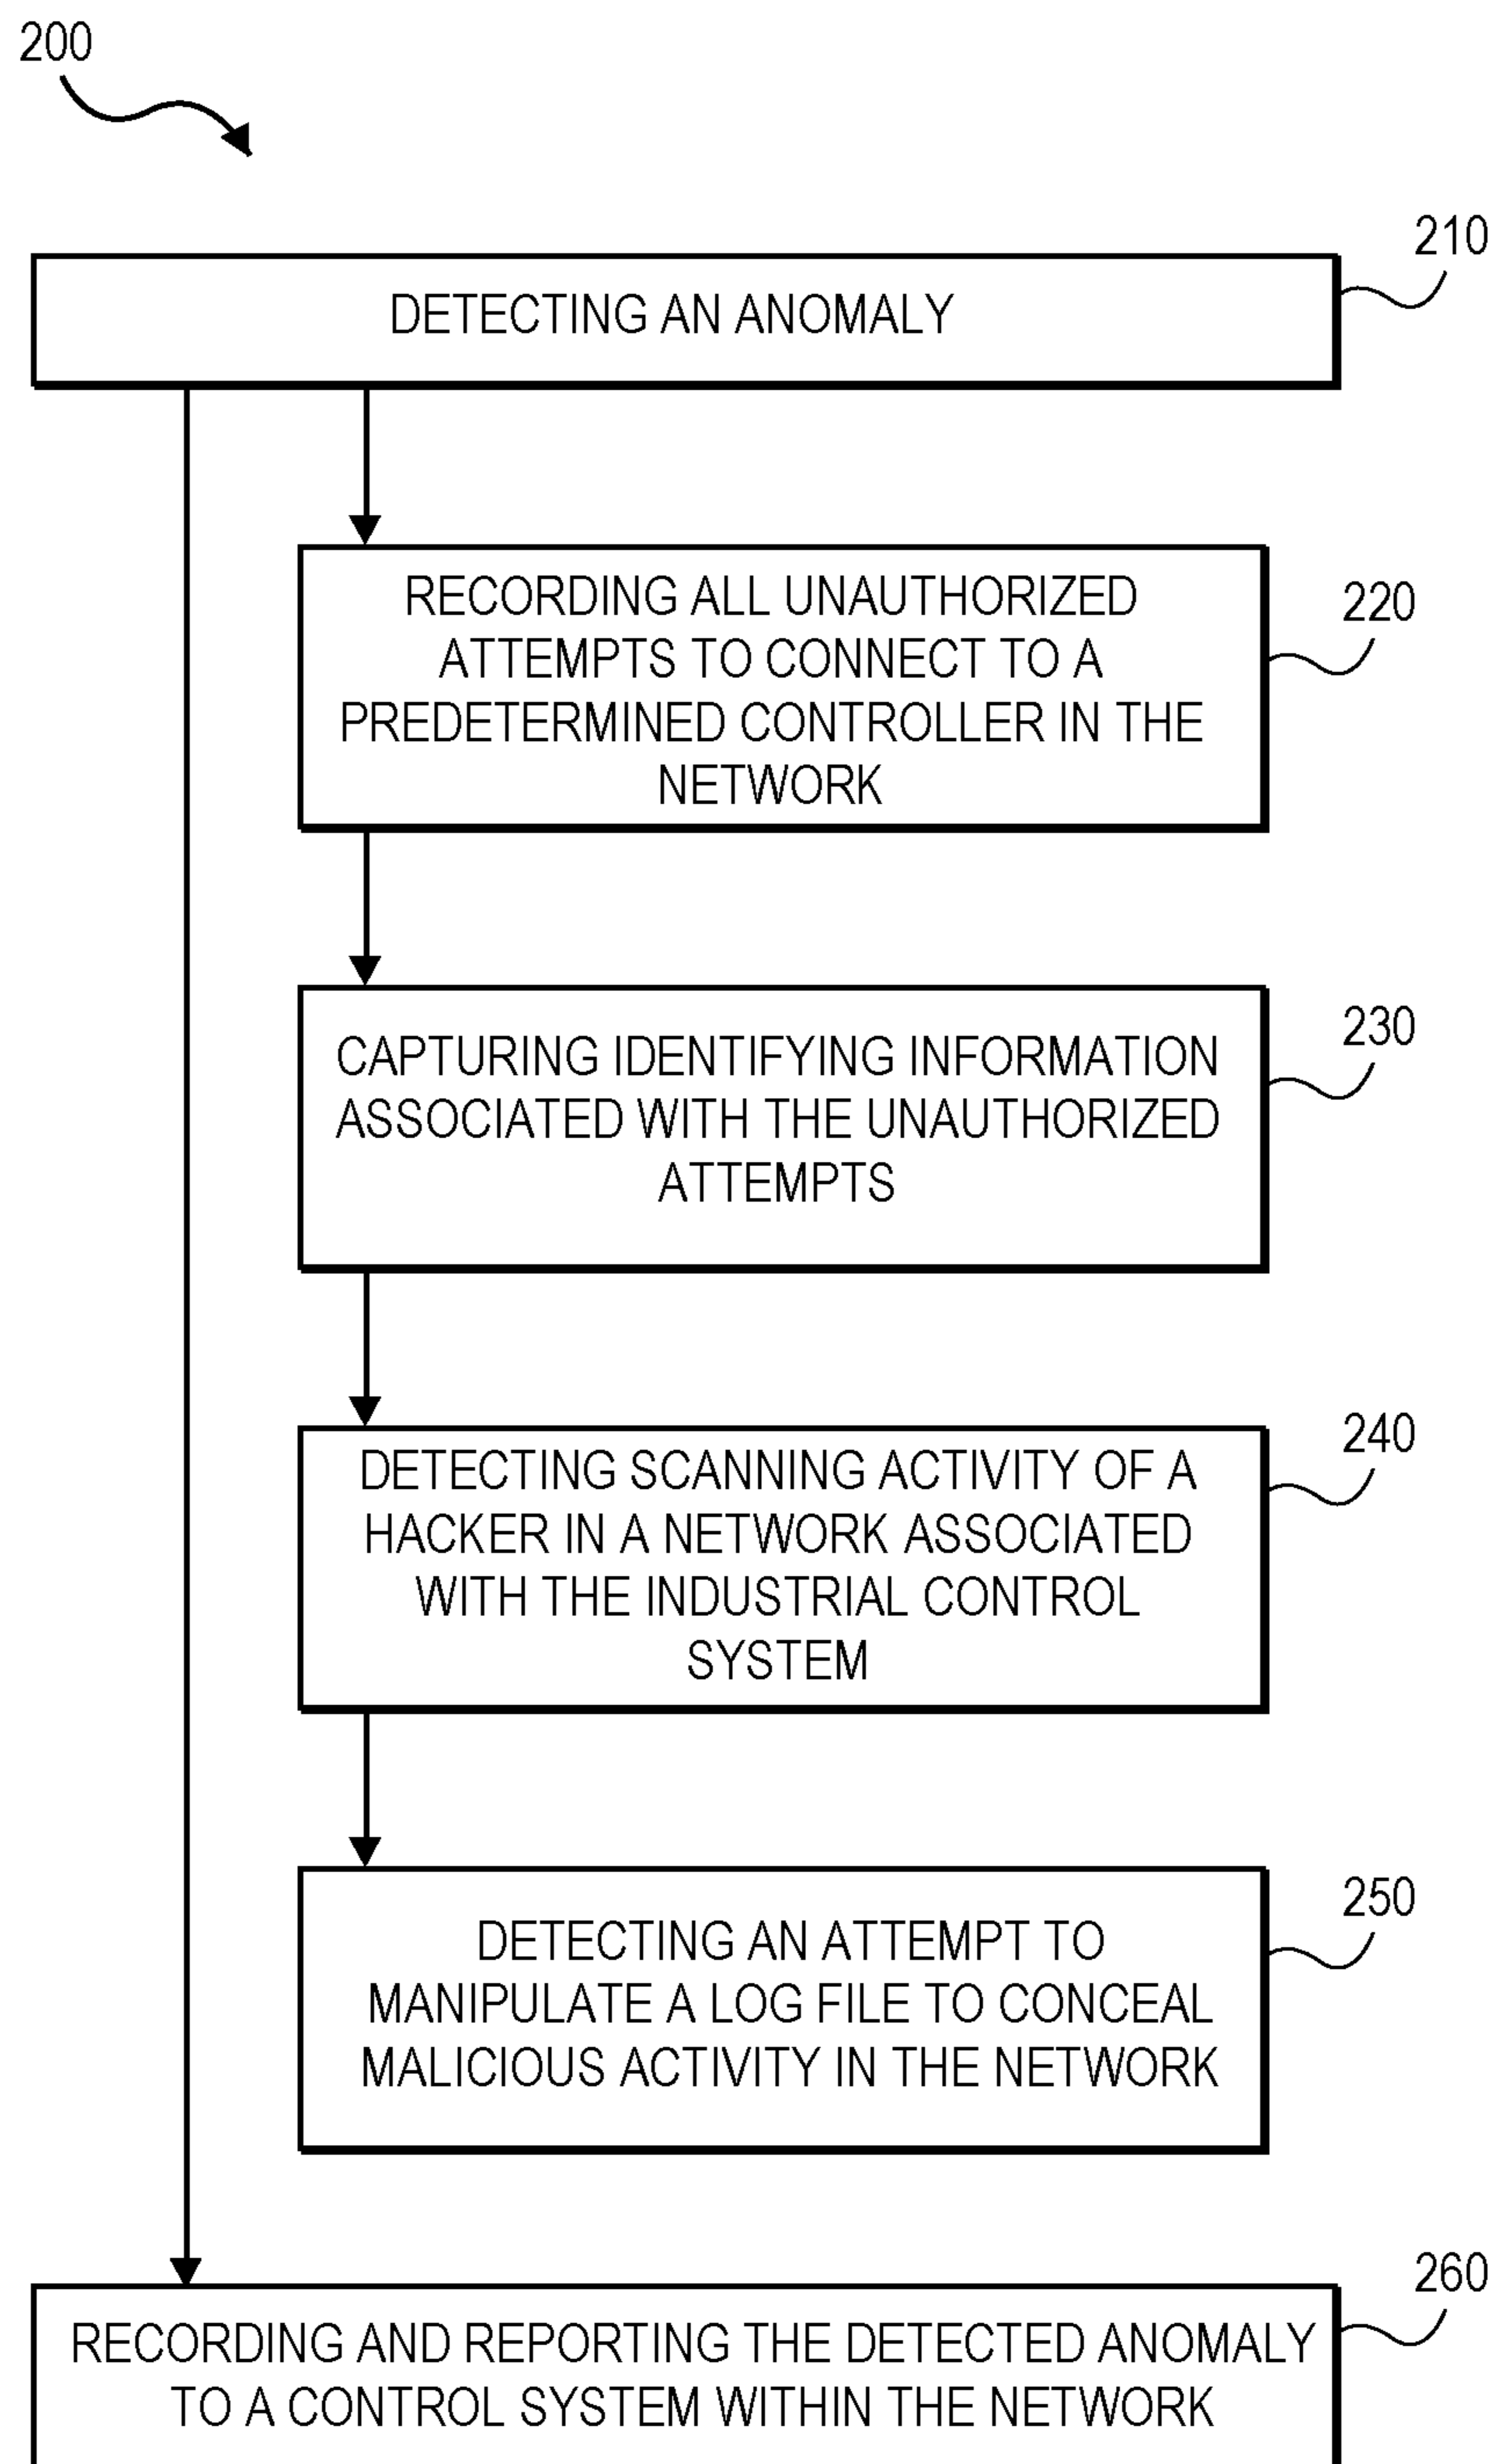 200
210
DETECTING AN ANOMALY
RECORDING ALL UNAUTHORIZED
ATTEMPTS TO CONNECT TO A
PREDETERMINED CONTROLLER IN THE
NETWORK
220
CAPTURING IDENTIFYING INFORMATION
ASSOCIATED WITH THE UNAUTHORIZED
ATTEMPTS
230
DETECTING SCANNING ACTIVITY OF A
HACKER IN A NETWORK ASSOCIATED
WITH THE INDUSTRIAL CONTROL
SYSTEM
240
DETECTING AN ATTEMPT TO
MANIPULATE A LOG FILE TO CONCEAL
MALICIOUS ACTIVITY IN THE NETWORK
250
260
RECORDING AND REPORTING THE DETECTED ANOMALY
TO A CONTROL SYSTEM WITHIN THE NETWORK